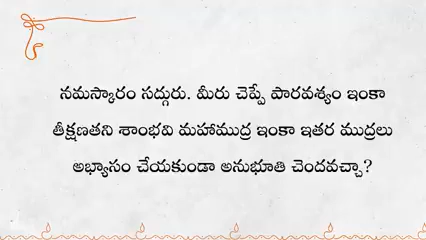 నమస్కారం సద్గురు. మీరు చెప్పే పారవశ్యం ఇంకా
తీక్షణతని శాంభవి మహాముద్ర ఇంకా ఇతర ముద్రలు
అభ్యాసం చేయకుండా అనుభూతి చెందవచ్చా?